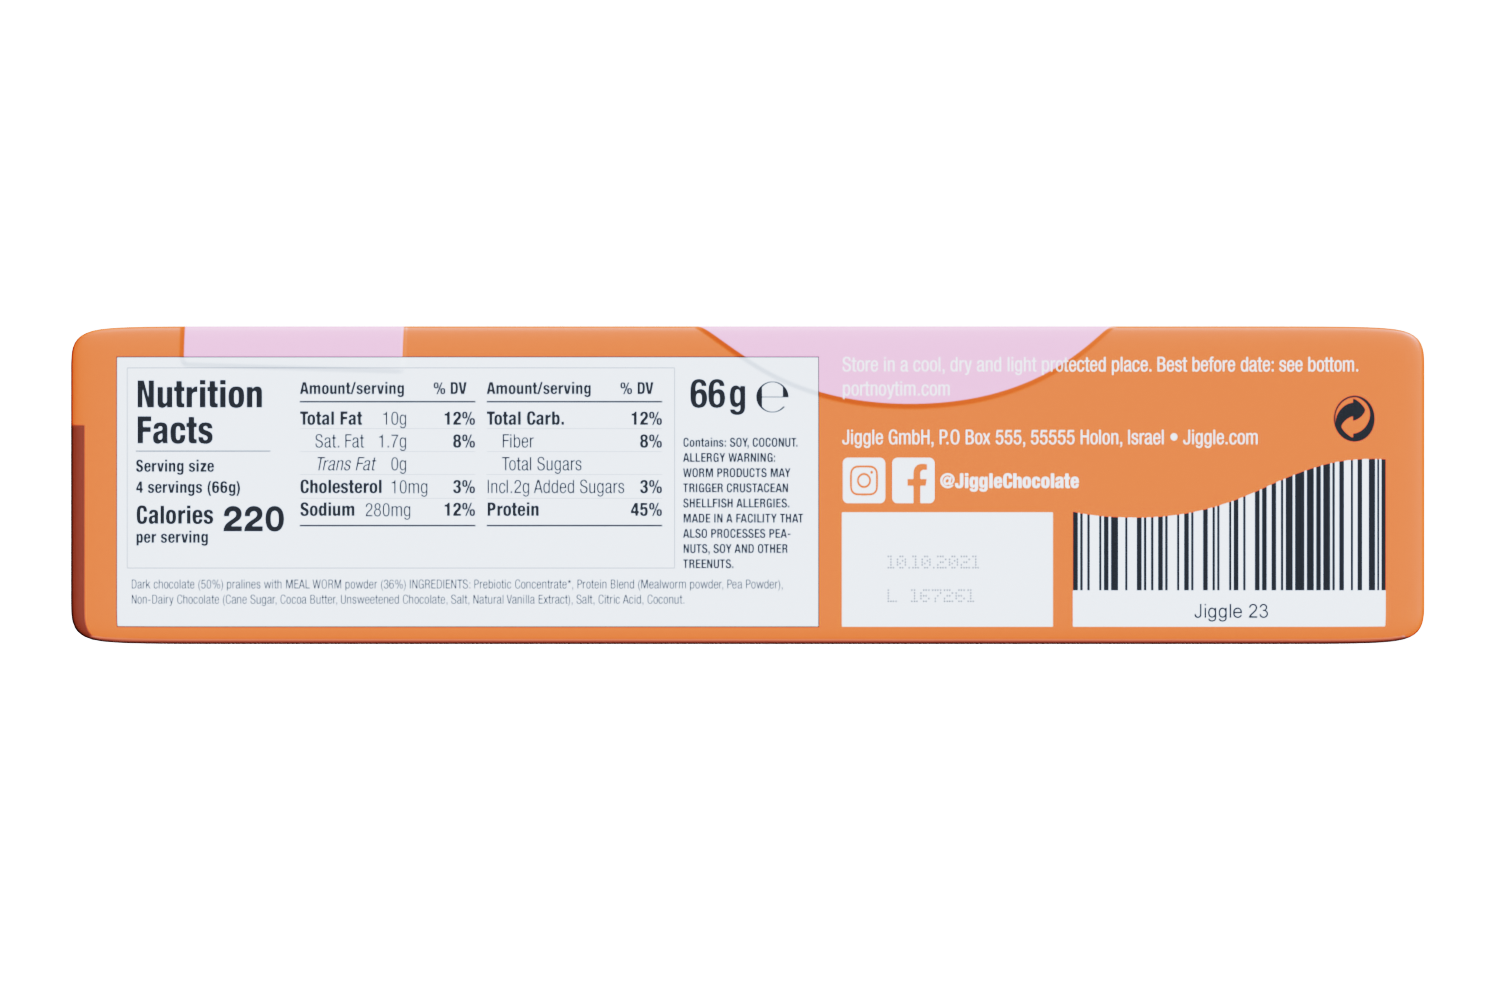 Nutrition
Facts
Serving size
4 servings (66g)
Calories 220
per serving
Amount/serving % DV
Total Fat 10g 12%
Sat. Fat 1.7g 8%
Trans Fat 0g
Cholesterol 10mg 3%
Sodium 280mg 12%
Amount/serving % DV
Total Carb. 12%
Fiber 8%
Total Sugars
Incl.2g Added Sugars 3%
Protein 45%
66g ℮
Contains: SOY, COCONUT.
ALLERGY WARNING:
WORM PRODUCTS MAY
TRIGGER CRUSTACEAN
SHELLFISH ALLERGIES.
MADE IN A FACILITY THAT
ALSO PROCESSES PEA-
NUTS, SOY AND OTHER
TREENUTS.
Dark chocolate (50%) pralines with MEAL WORM powder (36%) INGREDIENTS: Prebiotic Concentrate*, Protein Blend (Mealworm powder, Pea Powder),
Non-Dairy Chocolate (Cane Sugar, Cocoa Butter, Unsweetened Chocolate, Salt, Natural Vanilla Extract), Salt, Citric Acid, Coconut.
Store in a cool, dry and light protected place. Best before date: see bottom.
portnoytim.com
Jiggle GmbH, P.O Box 555, 55555 Holon, Israel • Jiggle.com
@JiggleChocolate
10.10.2021
L 167261
Jiggle 23